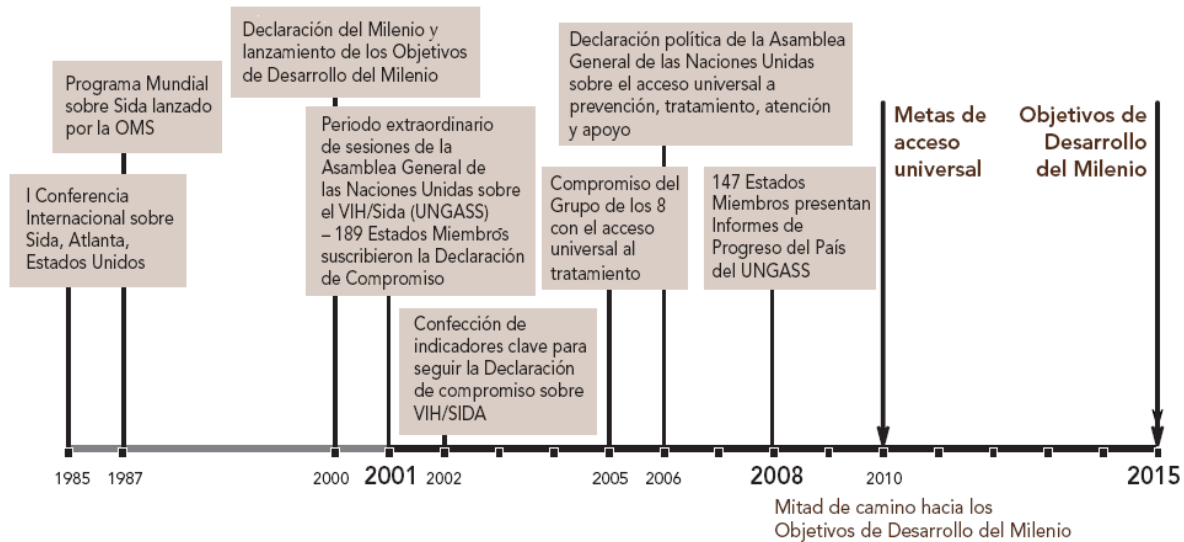 Declaración del Milenio y
lanzamiento de los Objetivos
de Desarrollo del Milenio
Declaración política de la Asamblea
General de las Naciones Unidas
sobre el acceso universal a
prevención, tratamiento, atención
y apoyo
Programa Mundial
sobre Sida lanzado
por la OMS
Metas de
acceso
universal
Objetivos de
Desarrollo
del Milenio
Periodo extraordinario
de sesiones de la
Asamblea General de
las Naciones Unidas sobre
el VIH/Sida (UNGASS)
– 189 Estados Miembros
suscribieron la Declaración
de Compromiso
I Conferencia
Internacional sobre
Sida, Atlanta,
Estados Unidos
Compromiso del
Grupo de los 8
con el acceso
universal al
tratamiento
147 Estados
Miembros presentan
Informes de
Progreso del País
del UNGASS
Confección de
indicadores clave para
seguir la Declaración
de compromiso sobre
VIH/SIDA
1985 1987 2000 2001 2002 2005 2006 2008 2010 2015
Mitad de camino hacia los
Objetivos de Desarrollo del Milenio